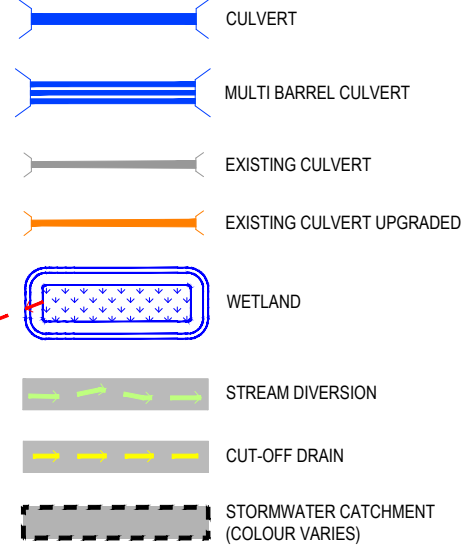 CULVERT
MULTI BARREL CULVERT
EXISTING CULVERT
EXISTING CULVERT UPGRADED
WETLAND
STREAM DIVERSION
CUT-OFF DRAIN
STORMWATER CATCHMENT
(COLOUR VARIES)